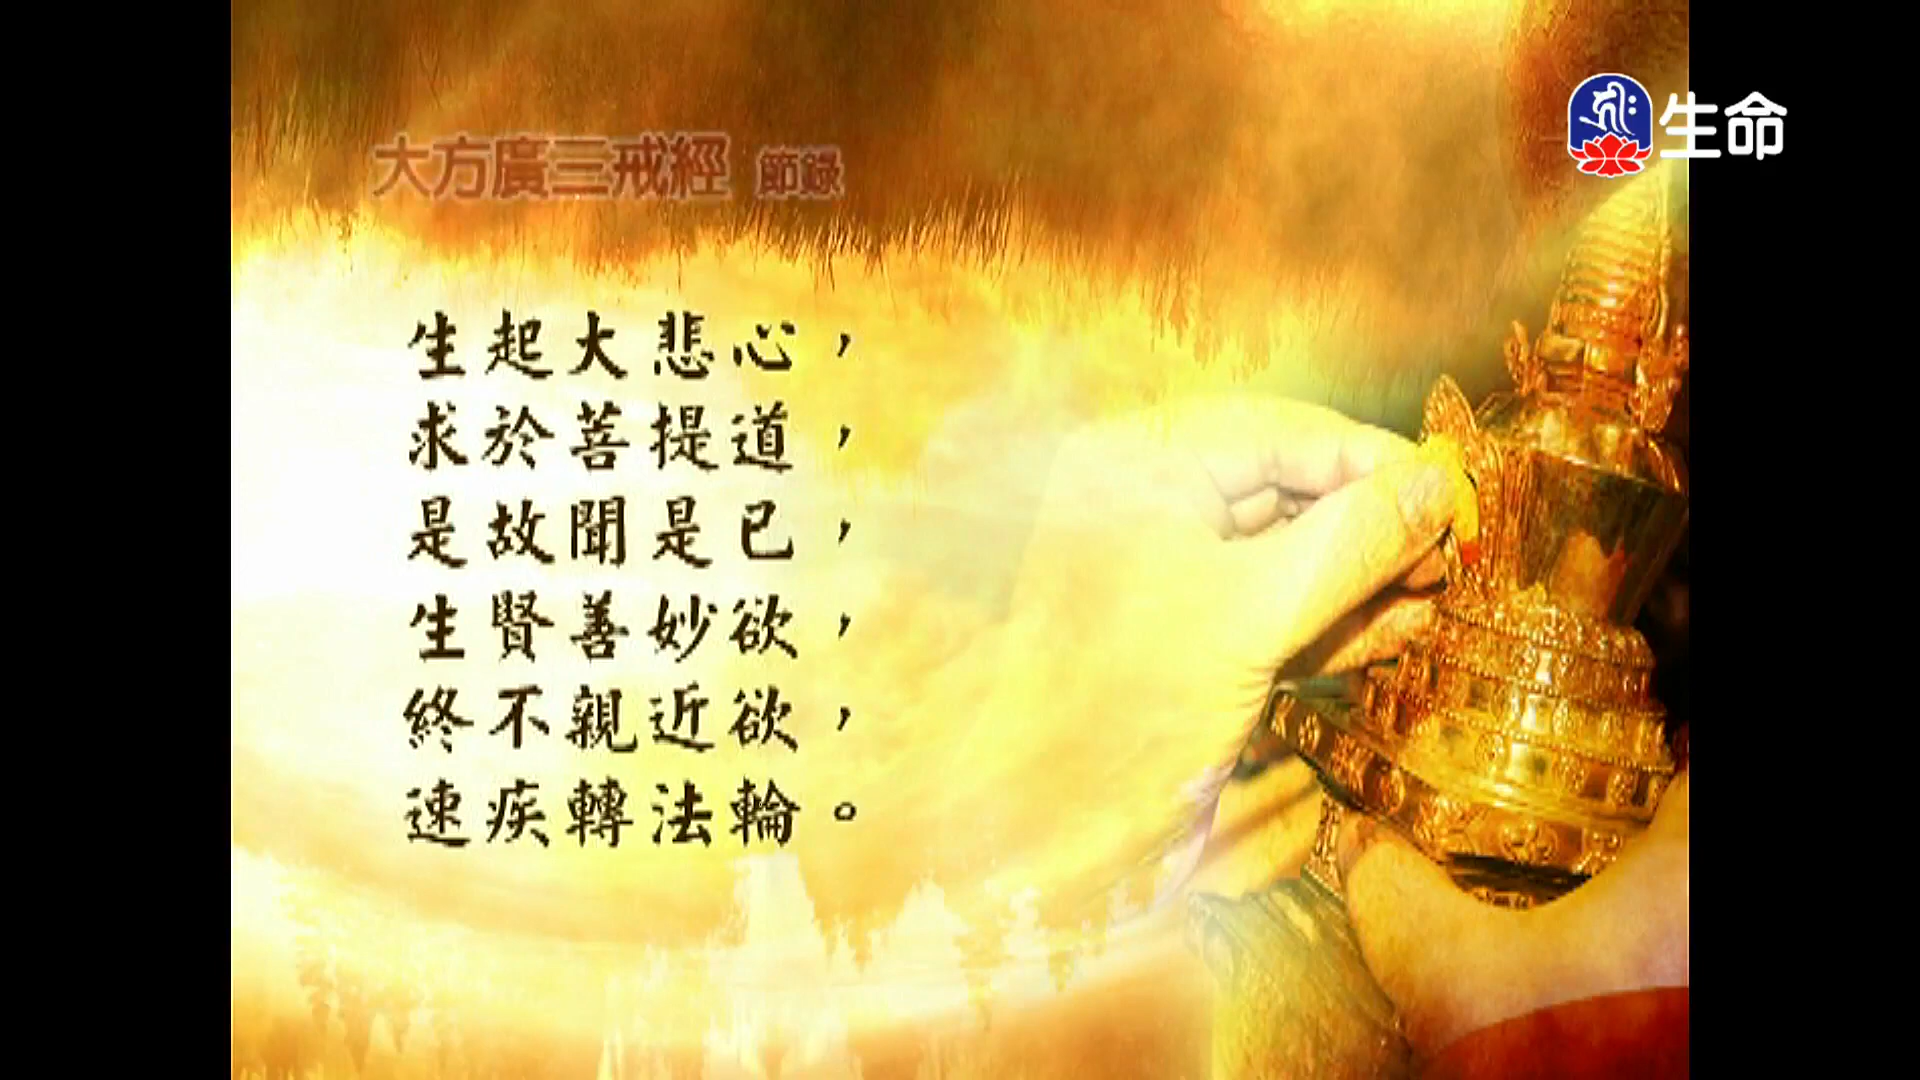 大方廣三戒經 節錄
生命
生起大悲心，
求於菩提道，
是故聞是已，
生賢善妙欲，
終不親近欲，
速疾轉法輪。